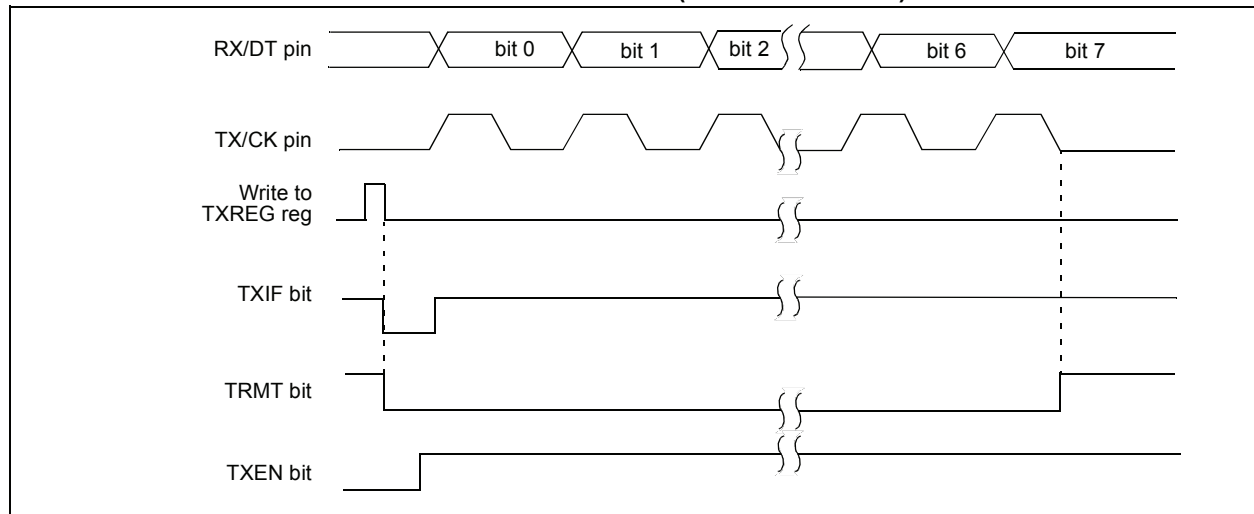 RX/DT pin
bit 0
bit 1
bit 2
bit 6
bit 7
TX/CK pin
Write to
TXREG reg
TXIF bit
TRMT bit
TXEN bit